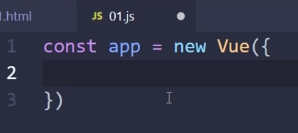 l.html
JS 01.js
1 const app = new Vue({
2
3 })